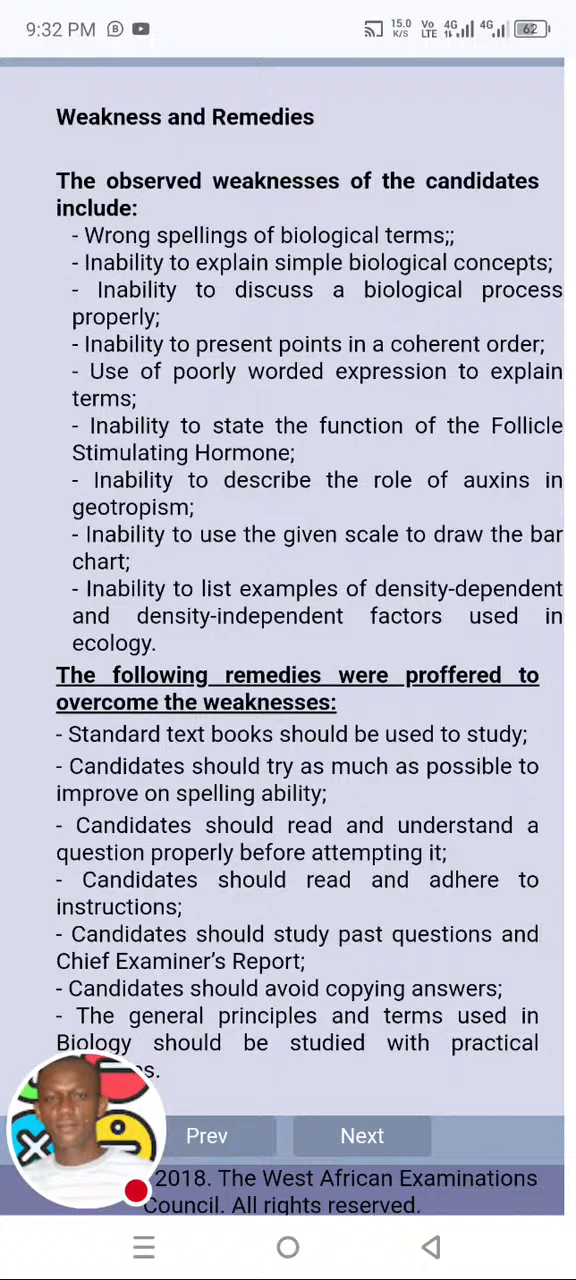 9:32 PM
15.0
K/S
Vo
LTE
4G
4G
62
Weakness and Remedies
The observed weaknesses of the candidates
include:
- Wrong spellings of biological terms;;
- Inability to explain simple biological concepts;
- Inability to discuss a biological process
properly;
- Inability to present points in a coherent order;
- Use of poorly worded expression to explain
terms;
- Inability to state the function of the Follicle
Stimulating Hormone;
- Inability to describe the role of auxins in
geotropism;
- Inability to use the given scale to draw the bar
chart;
- Inability to list examples of density-dependent
and density-independent factors used in
ecology.
The following remedies were proffered to
overcome the weaknesses:
- Standard text books should be used to study;
- Candidates should try as much as possible to
improve on spelling ability;
- Candidates should read and understand a
question properly before attempting it;
- Candidates should read and adhere to
instructions;
- Candidates should study past questions and
Chief Examiner's Report;
- Candidates should avoid copying answers;
- The general principles and terms used in
Biology should be studied with practical
Prev Next
2018. The West African Examinations
Council. All rights reserved.